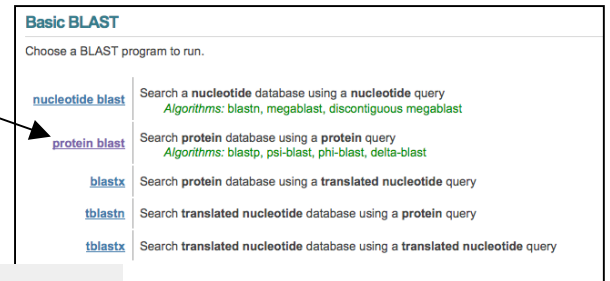 Basic BLAST
Choose a BLAST program to run.
nucleotide blast Search a nucleotide database using a nucleotide query
Algorithms: blastn, megablast, discontiguous megablast
protein blast Search protein database using a protein query
Algorithms: blastp, psi-blast, phi-blast, delta-blast
blastx Search protein database using a translated nucleotide query
tblastn Search translated nucleotide database using a protein query
tblastx Search translated nucleotide database using a translated nucleotide query